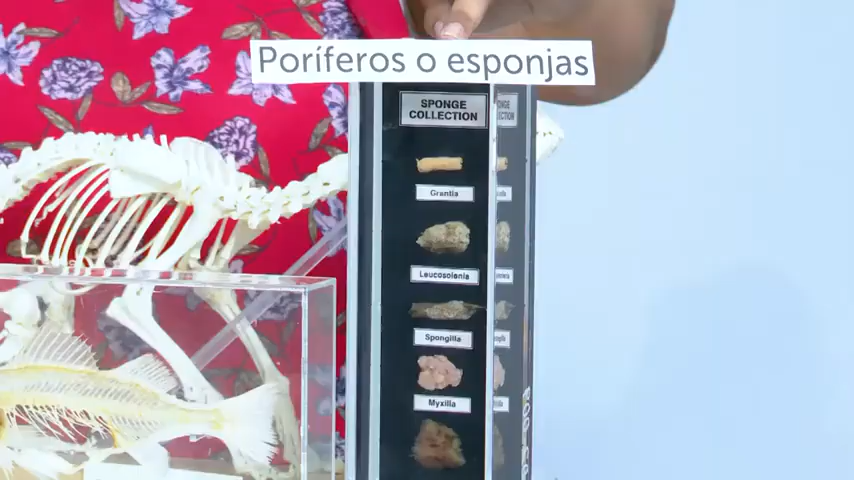 Poríferos o esponjas
SPONGE
COLLECTION
Grantia
Leucosolenia
Spongilla
Myxilla